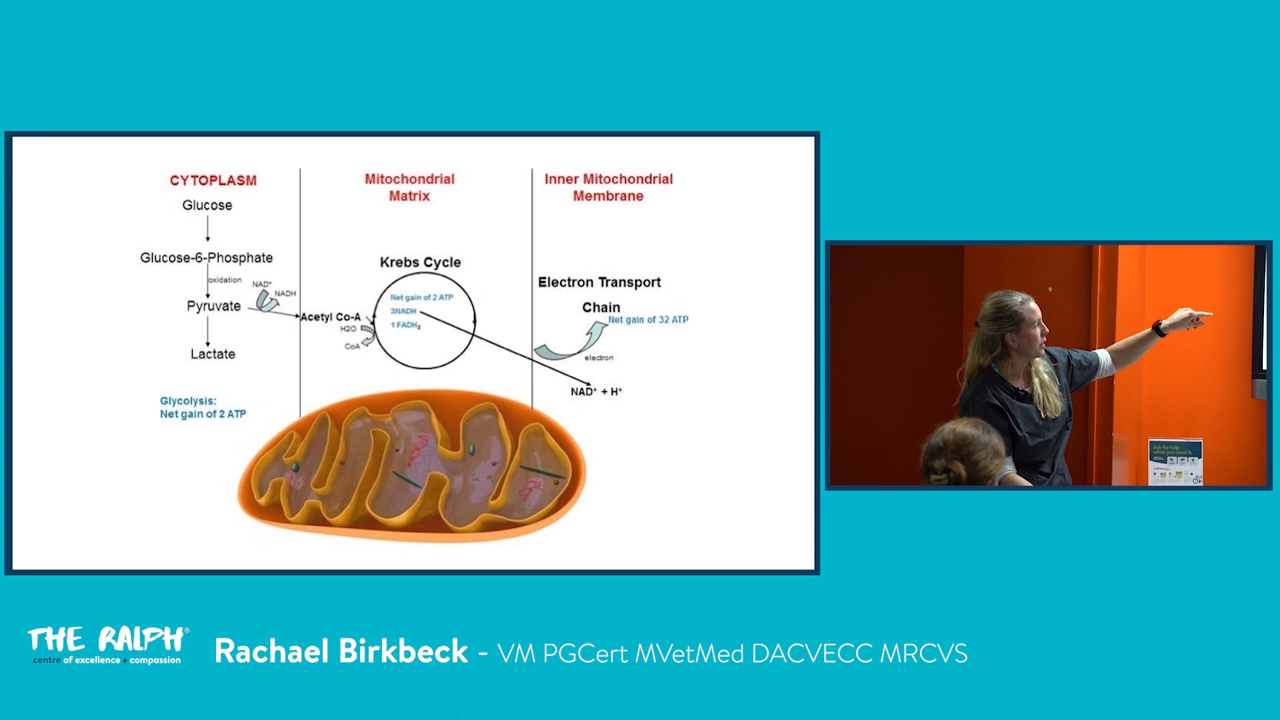 CYTOPLASM
Glucose
Glucose-6-Phosphate
oxidation
NAD⁺
NADH
Pyruvate
Lactate
Glycolysis:
Net gain of 2 ATP
Mitochondrial
Matrix
Krebs Cycle
Net gain of 2 ATP
3NADH
1 FADH₂
Acetyl Co-A
H2O
CoA
Inner Mitochondrial
Membrane
Electron Transport
Chain
Net gain of 32 ATP
electron
NAD⁺ + H⁺
Ask for help
THE RALPH®
centre of excellence + compassion
Rachael Birkbeck - VM PGCert MVetMed DACVECC MRCVS